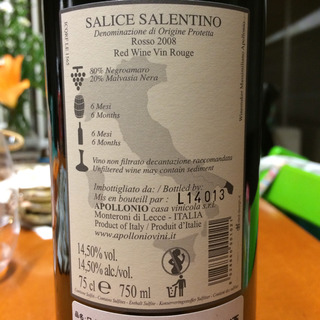 SALICE SALENTINO
Denominazione di Origine Protetta
Rosso 2008
Red Wine Vin Rouge
80% Negroamaro
20% Malvasia Nera
6 Mesi
6 Months
6 Mesi
6 Months
Vino non filtrato decantazione raccomandata
Unfiltered wine may contain sediment
Imbottigliato da: / Bottled by:
Mis en bouteill par : L14013
APOLLONIO casa vinicola S.r.l.
Monteroni di Lecce - ITALIA
Product of Italy / Produit d'Italie
www.apolloniovini.it
14,50% vol.
14,50% alc/vol.
75 cl e 750 ml